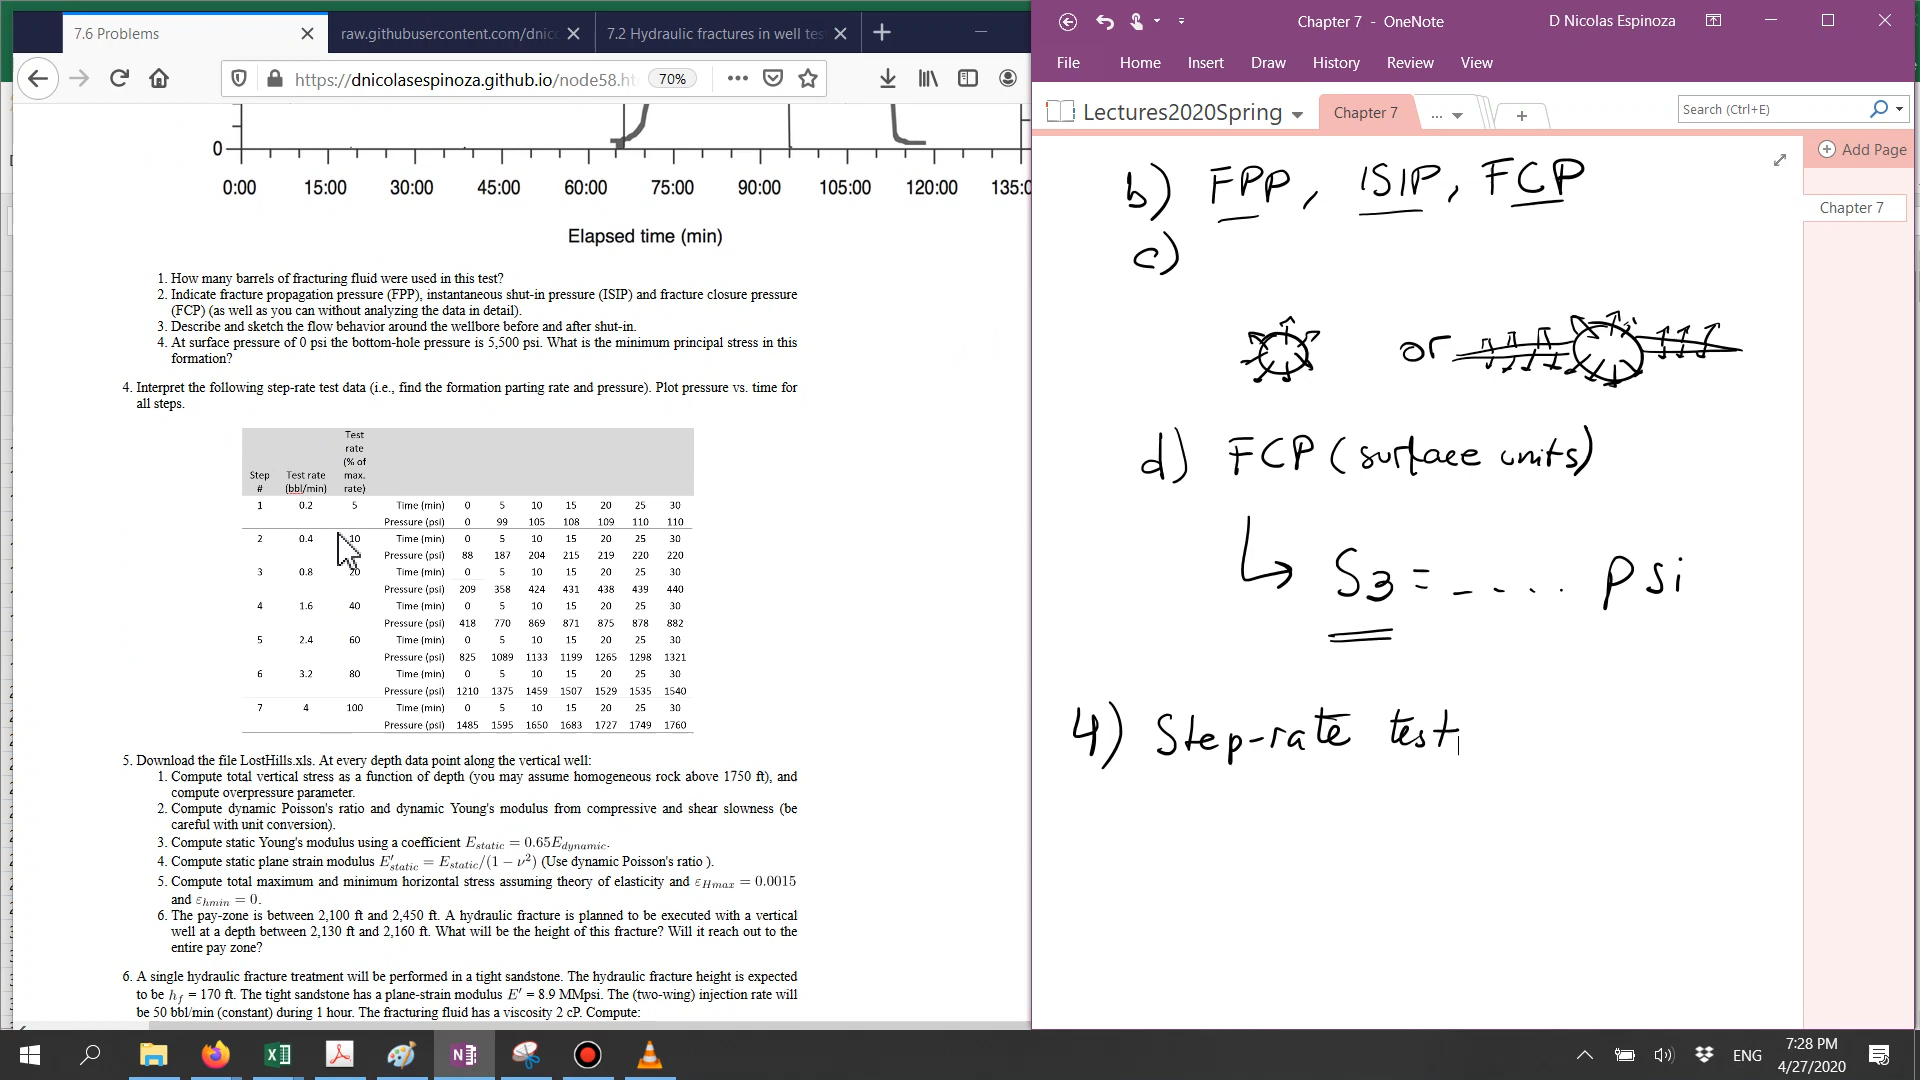 7.6 Problems
raw.githubusercontent.com/dnic
7.2 Hydraulic fractures in well tes
https://dnicolasespinoza.github.io/node58.ht
70%
0
0:00 15:00 30:00 45:00 60:00 75:00 90:00 105:00 120:00 135:0
Elapsed time (min)
1. How many barrels of fracturing fluid were used in this test?
2. Indicate fracture propagation pressure (FPP), instantaneous shut-in pressure (ISIP) and fracture closure pressure
(FCP) (as well as you can without analyzing the data in detail).
3. Describe and sketch the flow behavior around the wellbore before and after shut-in.
4. At surface pressure of 0 psi the bottom-hole pressure is 5,500 psi. What is the minimum principal stress in this
formation?
4. Interpret the following step-rate test data (i.e., find the formation parting rate and pressure). Plot pressure vs. time for
all steps.
Step # Test rate (bbl/min) Test rate (% of max. rate)
1 0.2 5 Time (min) 0 5 10 15 20 25 30
Pressure (psi) 0 99 105 108 109 110 110
2 0.4 10 Time (min) 0 5 10 15 20 25 30
Pressure (psi) 88 187 204 215 219 220 220
3 0.8 20 Time (min) 0 5 10 15 20 25 30
Pressure (psi) 209 358 424 431 438 439 440
4 1.6 40 Time (min) 0 5 10 15 20 25 30
Pressure (psi) 418 770 869 871 875 878 882
5 2.4 60 Time (min) 0 5 10 15 20 25 30
Pressure (psi) 825 1089 1133 1199 1265 1298 1321
6 3.2 80 Time (min) 0 5 10 15 20 25 30
Pressure (psi) 1210 1375 1459 1507 1529 1535 1540
7 4 100 Time (min) 0 5 10 15 20 25 30
Pressure (psi) 1485 1595 1650 1683 1727 1749 1760
5. Download the file LostHills.xls. At every depth data point along the vertical well:
1. Compute total vertical stress as a function of depth (you may assume homogeneous rock above 1750 ft), and
compute overpressure parameter.
2. Compute dynamic Poisson's ratio and dynamic Young's modulus from compressive and shear slowness (be
careful with unit conversion).
3. Compute static Young's modulus using a coefficient E_static = 0.65E_dynamic.
4. Compute static plane strain modulus E'_static = E_static/(1 − ν²) (Use dynamic Poisson's ratio ).
5. Compute total maximum and minimum horizontal stress assuming theory of elasticity and ε_Hmax = 0.0015
and ε_hmin = 0.
6. The pay-zone is between 2,100 ft and 2,450 ft. A hydraulic fracture is planned to be executed with a vertical
well at a depth between 2,130 ft and 2,160 ft. What will be the height of this fracture? Will it reach out to the
entire pay zone?
6. A single hydraulic fracture treatment will be performed in a tight sandstone. The hydraulic fracture height is expected
to be h_f = 170 ft. The tight sandstone has a plane-strain modulus E' = 8.9 MMpsi. The (two-wing) injection rate will
be 50 bbl/min (constant) during 1 hour. The fracturing fluid has a viscosity 2 cP. Compute:
Chapter 7 - OneNote
D Nicolas Espinoza
File Home Insert Draw History Review View
Lectures2020Spring
Chapter 7
...
Search (Ctrl+E)
Add Page
Chapter 7
b) FPP, ISIP, FCP
c)
or
d) FCP (surface units)
S3 = - - . . . psi
4) Step-rate test
ENG
7:28 PM
4/27/2020